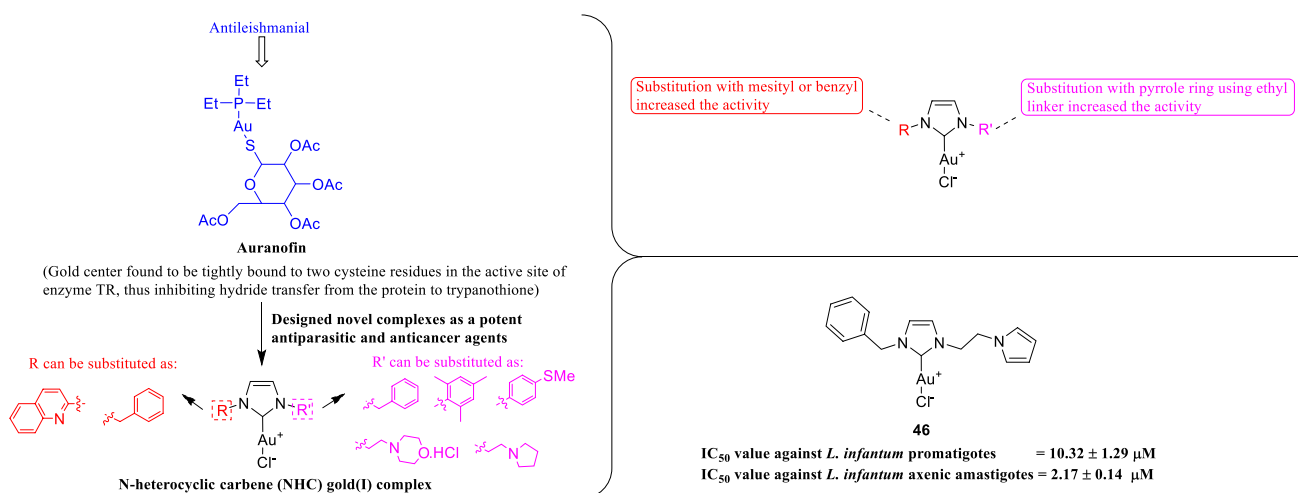 Antileishmanial
Et
Et
P
Et
Au
S
OAc
O
OAc
AcO
OAc
Auranofin
(Gold center found to be tightly bound to two cysteine residues in the active site of
enzyme TR, thus inhibiting hydride transfer from the protein to trypanothione)
Designed novel complexes as a potent
antiparasitic and anticancer agents
R can be substituted as:
R' can be substituted as:
N
R
N
N
R'
Au+
Cl-
SMe
N
O.HCl
N
N-heterocyclic carbene (NHC) gold(I) complex
Substitution with mesityl or benzyl
increased the activity
Substitution with pyrrole ring using ethyl
linker increased the activity
R
N
N
R'
Au+
Cl-
N
N
N
Au+
Cl-
46
IC50 value against L. infantum promatigotes = 10.32 ± 1.29 µM
IC50 value against L. infantum axenic amastigotes = 2.17 ± 0.14 µM